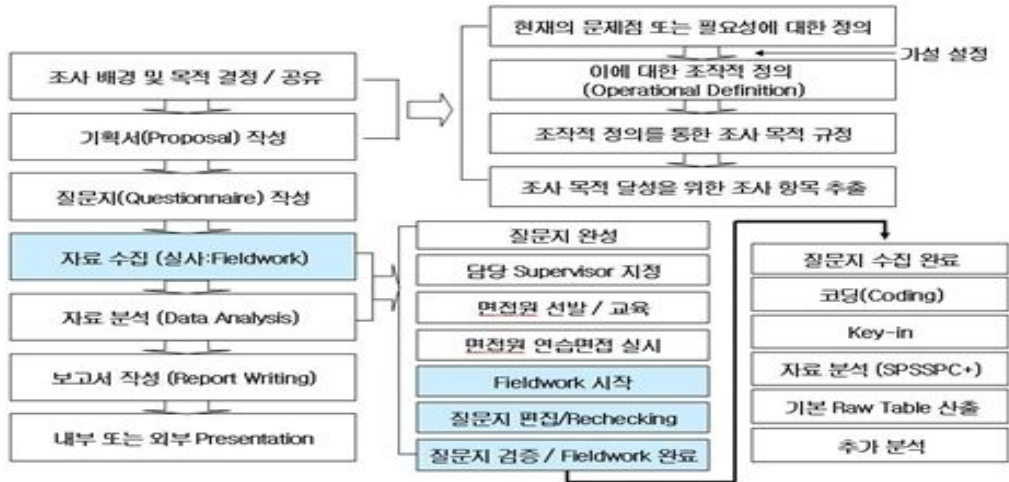 조사 배경 및 목적 결정 / 공유
기획서(Proposal) 작성
질문지(Questionnaire) 작성
자료 수집 (실사:Fieldwork)
자료 분석 (Data Analysis)
보고서 작성 (Report Writing)
내부 또는 외부 Presentation
현재의 문제점 또는 필요성에 대한 정의
가설 설정
이에 대한 조작적 정의
(Operational Definition)
조작적 정의를 통한 조사 목적 규정
조사 목적 달성을 위한 조사 항목 추출
질문지 완성
담당 Supervisor 지정
면접원 선발 / 교육
면접원 연습면접 실시
Fieldwork 시작
질문지 편집/Rechecking
질문지 검증 / Fieldwork 완료
질문지 수집 완료
코딩(Coding)
Key-in
자료 분석 (SPSSPC+)
기본 Raw Table 산출
추가 분석